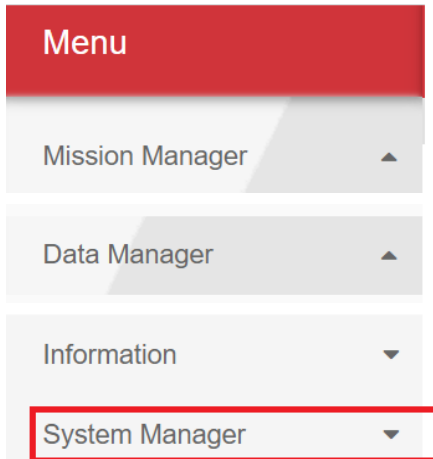 Menu
Mission Manager
Data Manager
Information
System Manager